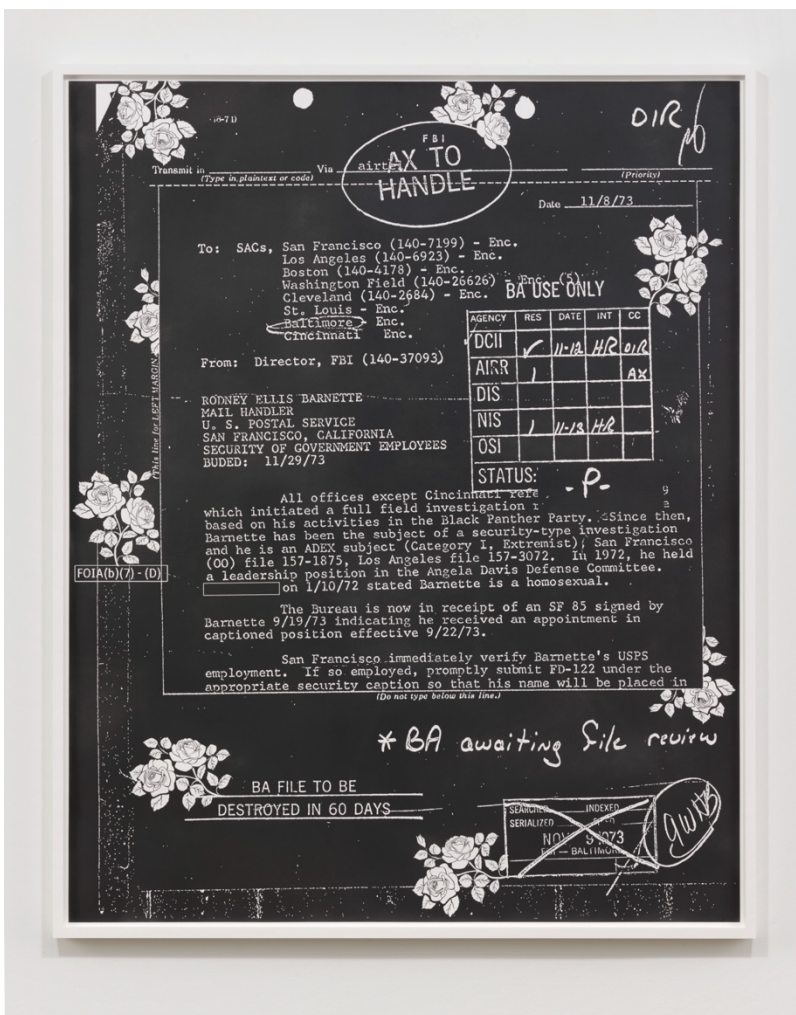 DIR
FBI
AX TO
HANDLE
Transmit in Via airtel
(Type in plaintext or code) (Priority)
Date 11/8/73
To: SACs, San Francisco (140-7199) - Enc.
Los Angeles (140-6923) - Enc.
Boston (140-4178) - Enc.
Washington Field (140-26626) - Enc. (5)
Cleveland (140-2684) - Enc.
St. Louis - Enc.
Baltimore - Enc.
Cincinnati Enc.
BA USE ONLY
AGENCY RES DATE INT CC
DCII ✓ 11-12 HR DIR
AIRR 1 AX
DIS
NIS 1 11-13 HR
OSI
STATUS: -P-
From: Director, FBI (140-37093)
(This line for LEFT MARGIN
RODNEY ELLIS BARNETTE
MAIL HANDLER
U. S. POSTAL SERVICE
SAN FRANCISCO, CALIFORNIA
SECURITY OF GOVERNMENT EMPLOYEES
BUDED: 11/29/73
All offices except Cincinnati
which initiated a full field investigation
based on his activities in the Black Panther Party. Since then,
Barnette has been the subject of a security-type investigation
and he is an ADEX subject (Category I, Extremist); San Francisco
(OO) file 157-1875, Los Angeles file 157-3072. In 1972, he held
a leadership position in the Angela Davis Defense Committee.
FOIA(b)(7) - (D)
on 1/10/72 stated Barnette is a homosexual.
The Bureau is now in receipt of an SF 85 signed by
Barnette 9/19/73 indicating he received an appointment in
captioned position effective 9/22/73.
San Francisco immediately verify Barnette's USPS
employment. If so employed, promptly submit FD-122 under the
appropriate security caption so that his name will be placed in
(Do not type below this line.)
* BA awaiting file review
BA FILE TO BE
DESTROYED IN 60 DAYS
SEARCHED INDEXED
SERIALIZED
NOV 9 1973
FBI - BALTIMORE